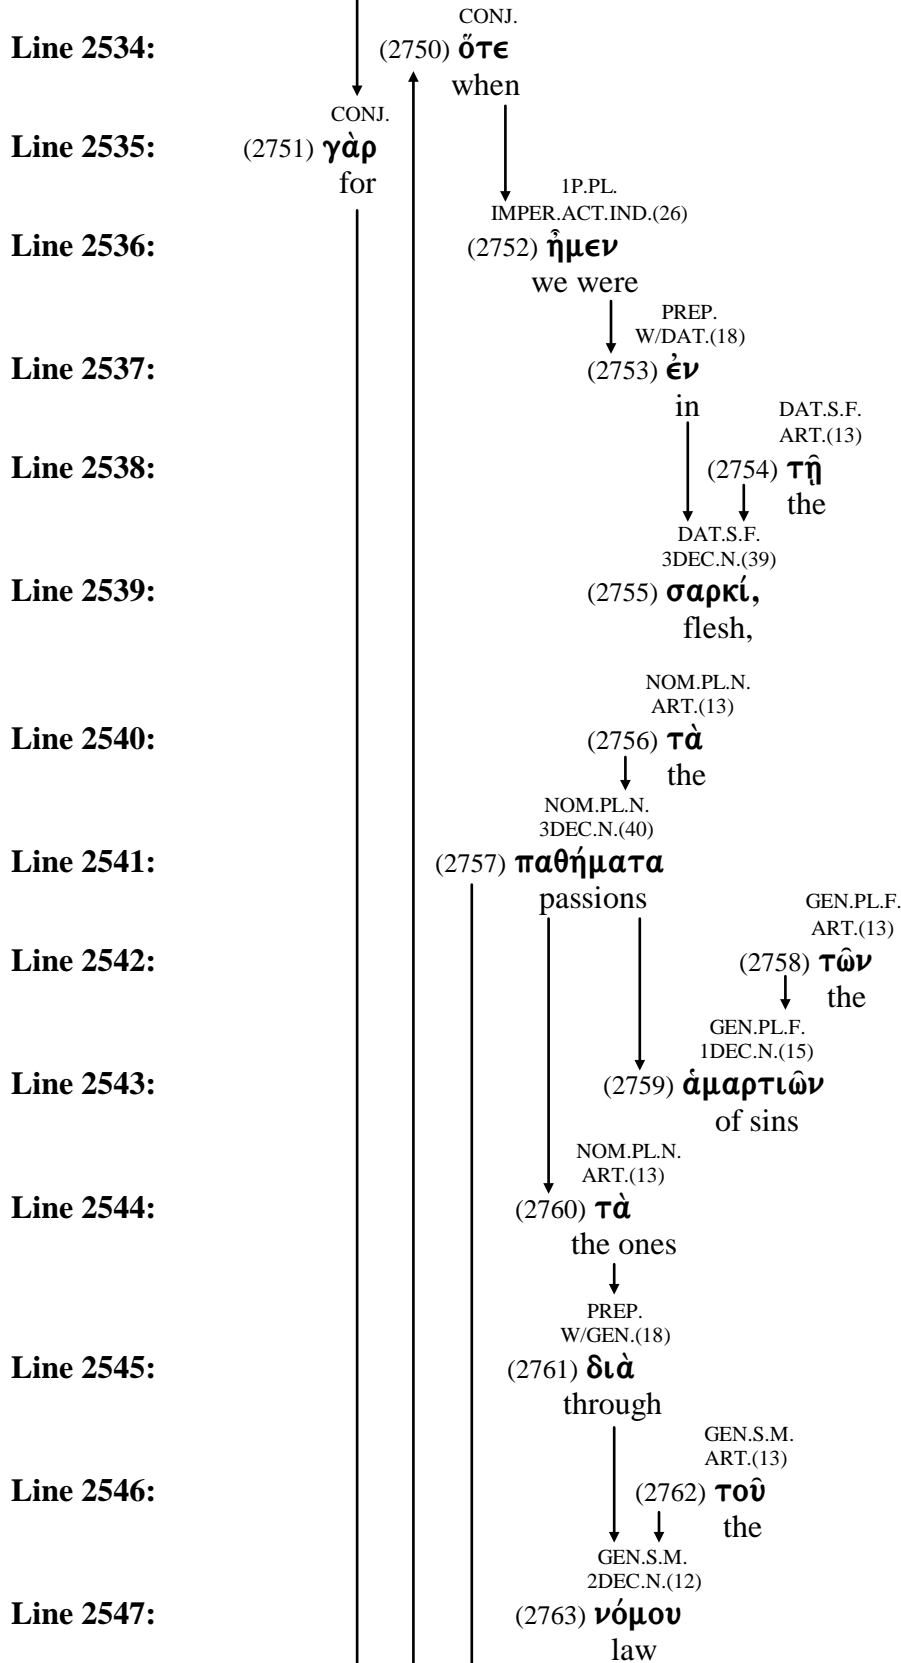 CONJ.
Line 2534: (2750) ὅτε
when
CONJ.
Line 2535: (2751) γὰρ
for
1P.PL.
IMPER.ACT.IND.(26)
Line 2536: (2752) ἦμεν
we were
PREP.
W/DAT.(18)
Line 2537: (2753) ἐν
in
DAT.S.F.
ART.(13)
Line 2538: (2754) τῇ
the
DAT.S.F.
3DEC.N.(39)
Line 2539: (2755) σαρκί,
flesh,
NOM.PL.N.
ART.(13)
Line 2540: (2756) τὰ
the
NOM.PL.N.
3DEC.N.(40)
Line 2541: (2757) παθήματα
passions
GEN.PL.F.
ART.(13)
Line 2542: (2758) τῶν
the
GEN.PL.F.
1DEC.N.(15)
Line 2543: (2759) ἁμαρτιῶν
of sins
NOM.PL.N.
ART.(13)
Line 2544: (2760) τὰ
the ones
PREP.
W/GEN.(18)
Line 2545: (2761) διὰ
through
GEN.S.M.
ART.(13)
Line 2546: (2762) τοῦ
the
GEN.S.M.
2DEC.N.(12)
Line 2547: (2763) νόμου
law